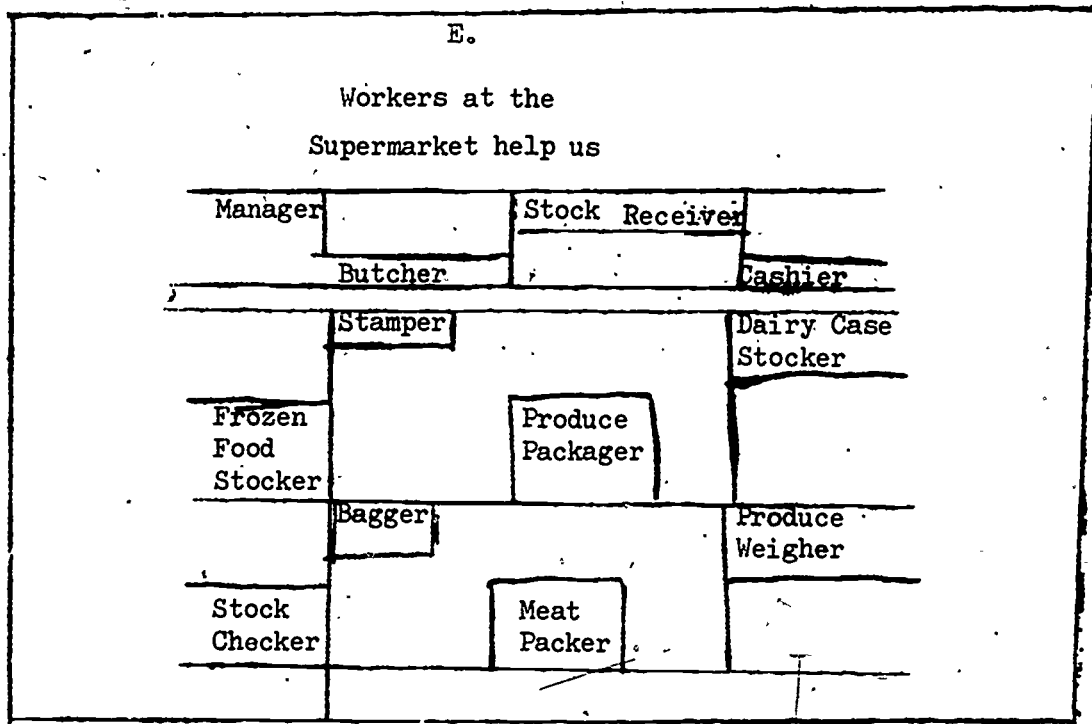 E.
Workers at the
Supermarket help us
Manager
Stock Receiver
Butcher
Cashier
Stamper
Dairy Case
Stocker
Frozen
Food
Stocker
Produce
Packager
Bagger
Produce
Weigher
Stock
Checker
Meat
Packer